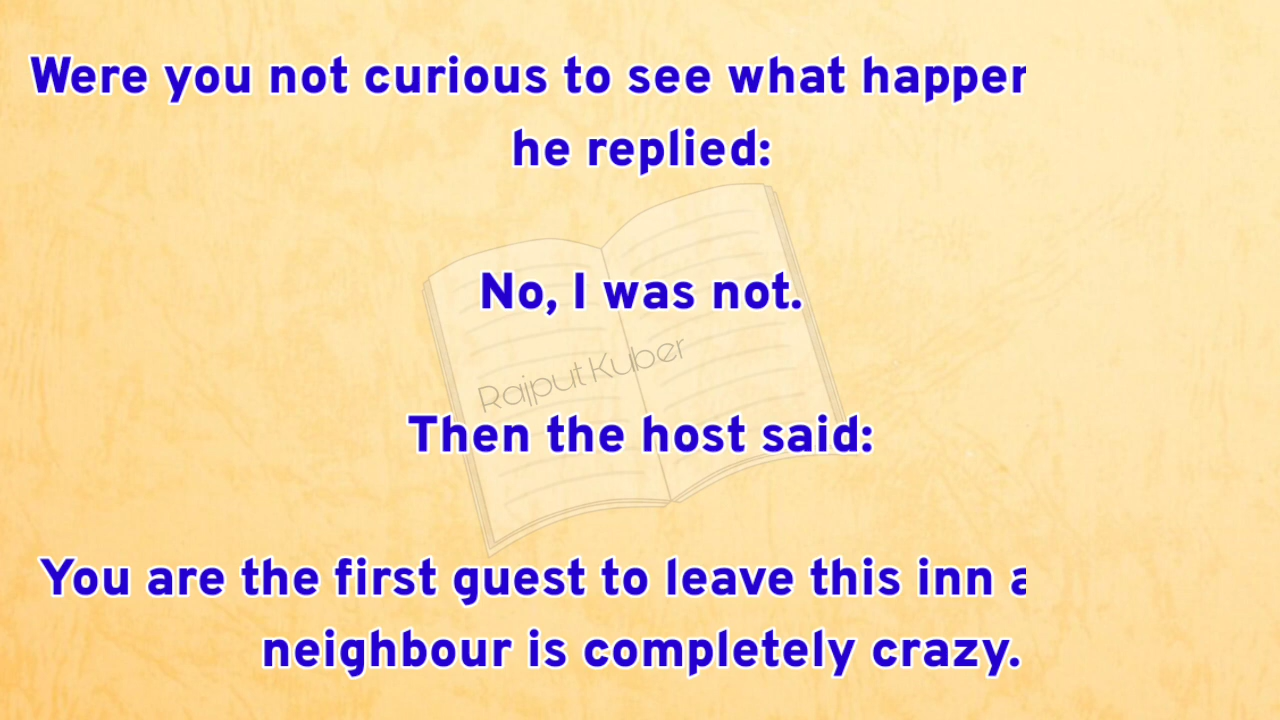 Were you not curious to see what
he replied:
No, I was not.
Rajput Kuber
Then the host said:
You are the first guest to leave this inn
neighbour is completely crazy.